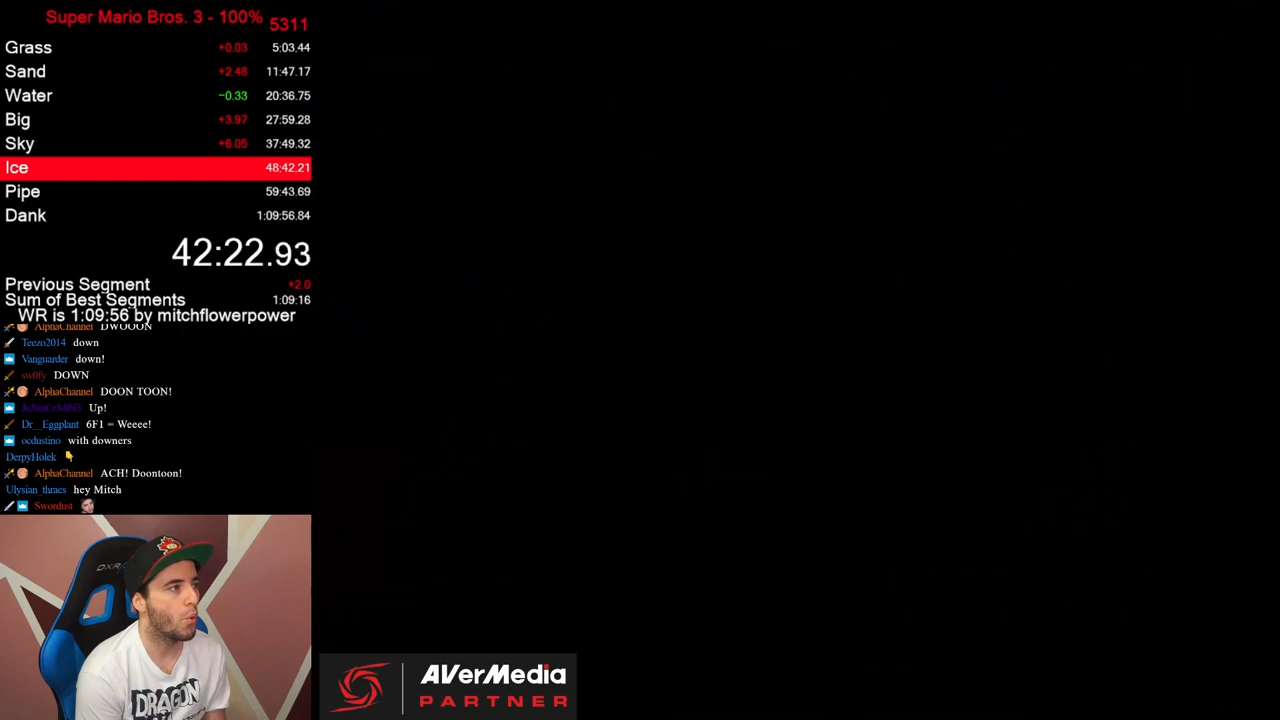 Super Mario Bros. 3 - 100% 5311
Grass +0.03 5:03.44
Sand +2.48 11:47.17
Water −0.33 20:36.75
Big +3.97 27:59.28
Sky +6.05 37:49.32
Ice 48:42.21
Pipe 59:43.69
Dank 1:09:56.84
42:22.93
Previous Segment +2.0
Sum of Best Segments 1:09:16
WR is 1:09:56 by mitchflowerpower
AlphaChannel DWOOON
Teezo2014 down
Vanguarder down!
sw0fy DOWN
AlphaChannel DOON TOON!
Up!
Dr__Eggplant 6F1 = Weeee!
ocdustino with downers
DerpyHolek
AlphaChannel ACH! Doontoon!
Ulysian_thracs hey Mitch
Swordust
DXR
DRAGON
AVerMedia
PARTNER